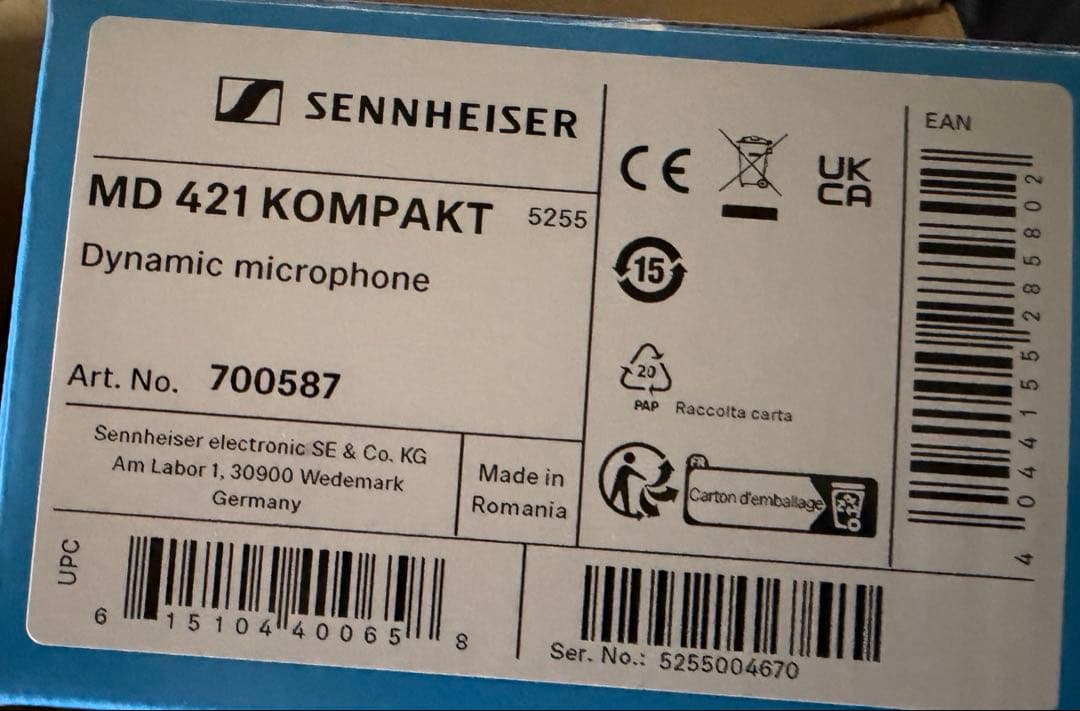 SENNHEISER
MD 421 KOMPAKT 5255
Dynamic microphone
Art. No. 700587
Sennheiser electronic SE & Co. KG
Am Labor 1, 30900 Wedemark
Germany
Made in
Romania
CE
UK
CA
15
20
PAP Raccolta carta
FR
Carton d'emballage
EAN
4 044155 285802
UPC
6 15104 40065 8
Ser. No.: 5255004670